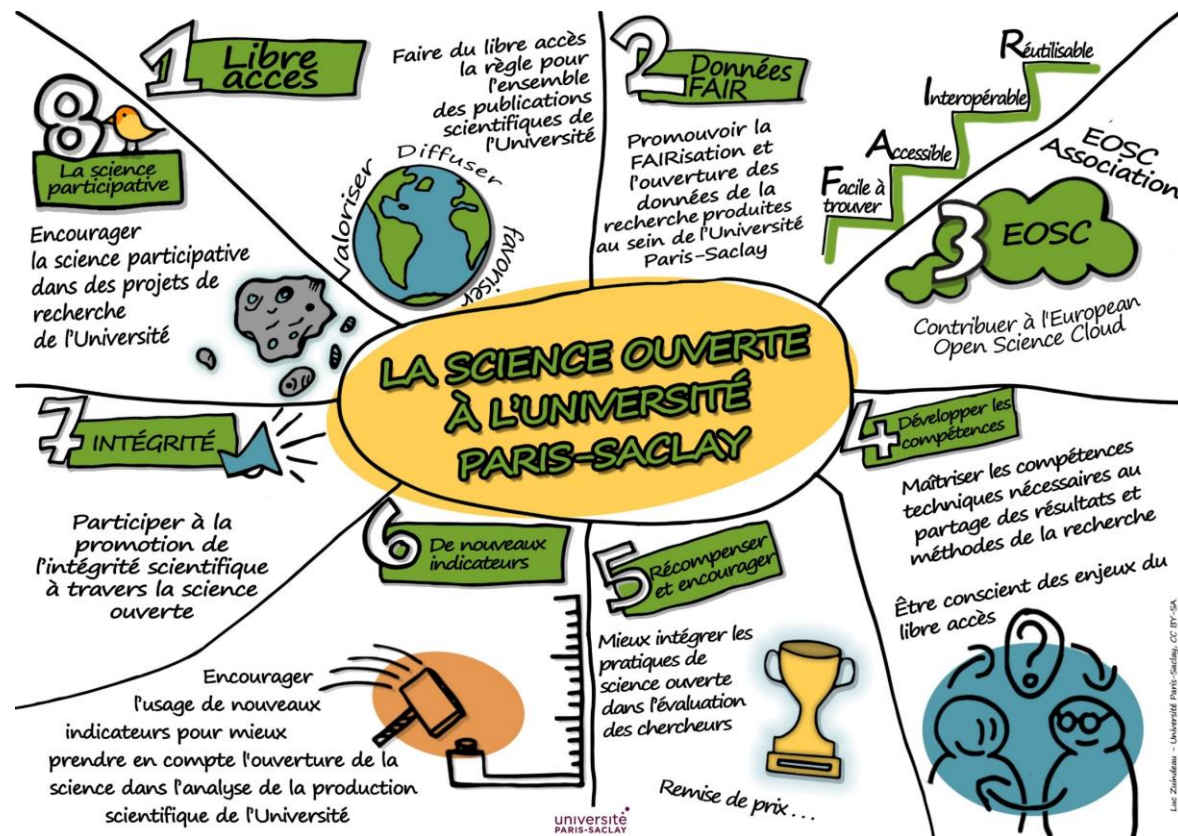 LA SCIENCE OUVERTE
À L'UNIVERSITÉ
PARIS-SACLAY
1 Libre
accès
Faire du libre accès
la règle pour
l'ensemble
des publications
scientifiques de
l'Université
Valoriser
Diffuser
Favoriser
2 Données
FAIR
Promouvoir la
FAIRisation et
l'ouverture des
données de la
recherche produites
au sein de l'Université
Paris-Saclay
Facile à
trouver
Accessible
Interopérable
Réutilisable
3 EOSC
EOSC
Association
Contribuer à l'European
Open Science Cloud
4 Développer les
compétences
Maîtriser les compétences
techniques nécessaires au
partage des résultats et
méthodes de la recherche
Être conscient des enjeux du
libre accès
?
5 Récompenser
et encourager
Mieux intégrer les
pratiques de
science ouverte
dans l'évaluation
des chercheurs
Remise de prix...
6 De nouveaux
indicateurs
Encourager
l'usage de nouveaux
indicateurs pour mieux
prendre en compte l'ouverture de la
science dans l'analyse de la production
scientifique de l'Université
7 INTÉGRITÉ
Participer à la
promotion de
l'intégrité scientifique
à travers la science
ouverte
8 La science
participative
Encourager
la science participative
dans des projets de
recherche
de l'Université
université
PARIS-SACLAY
Luc Zuindeau - Université Paris-Saclay, CC BY-SA